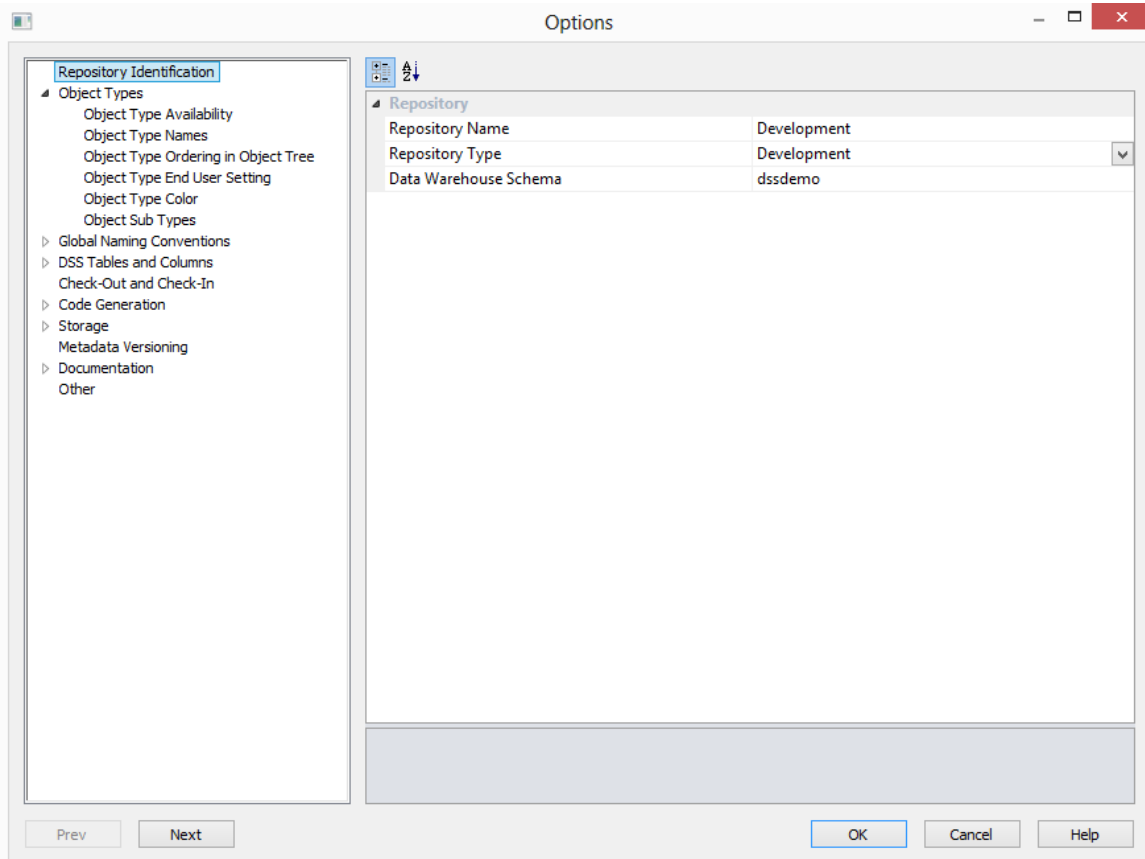 Options
Repository Identification
Object Types
Object Type Availability
Object Type Names
Object Type Ordering in Object Tree
Object Type End User Setting
Object Type Color
Object Sub Types
Global Naming Conventions
DSS Tables and Columns
Check-Out and Check-In
Code Generation
Storage
Metadata Versioning
Documentation
Other
Repository
Repository Name Development
Repository Type Development
Data Warehouse Schema dssdemo
Prev Next OK Cancel Help